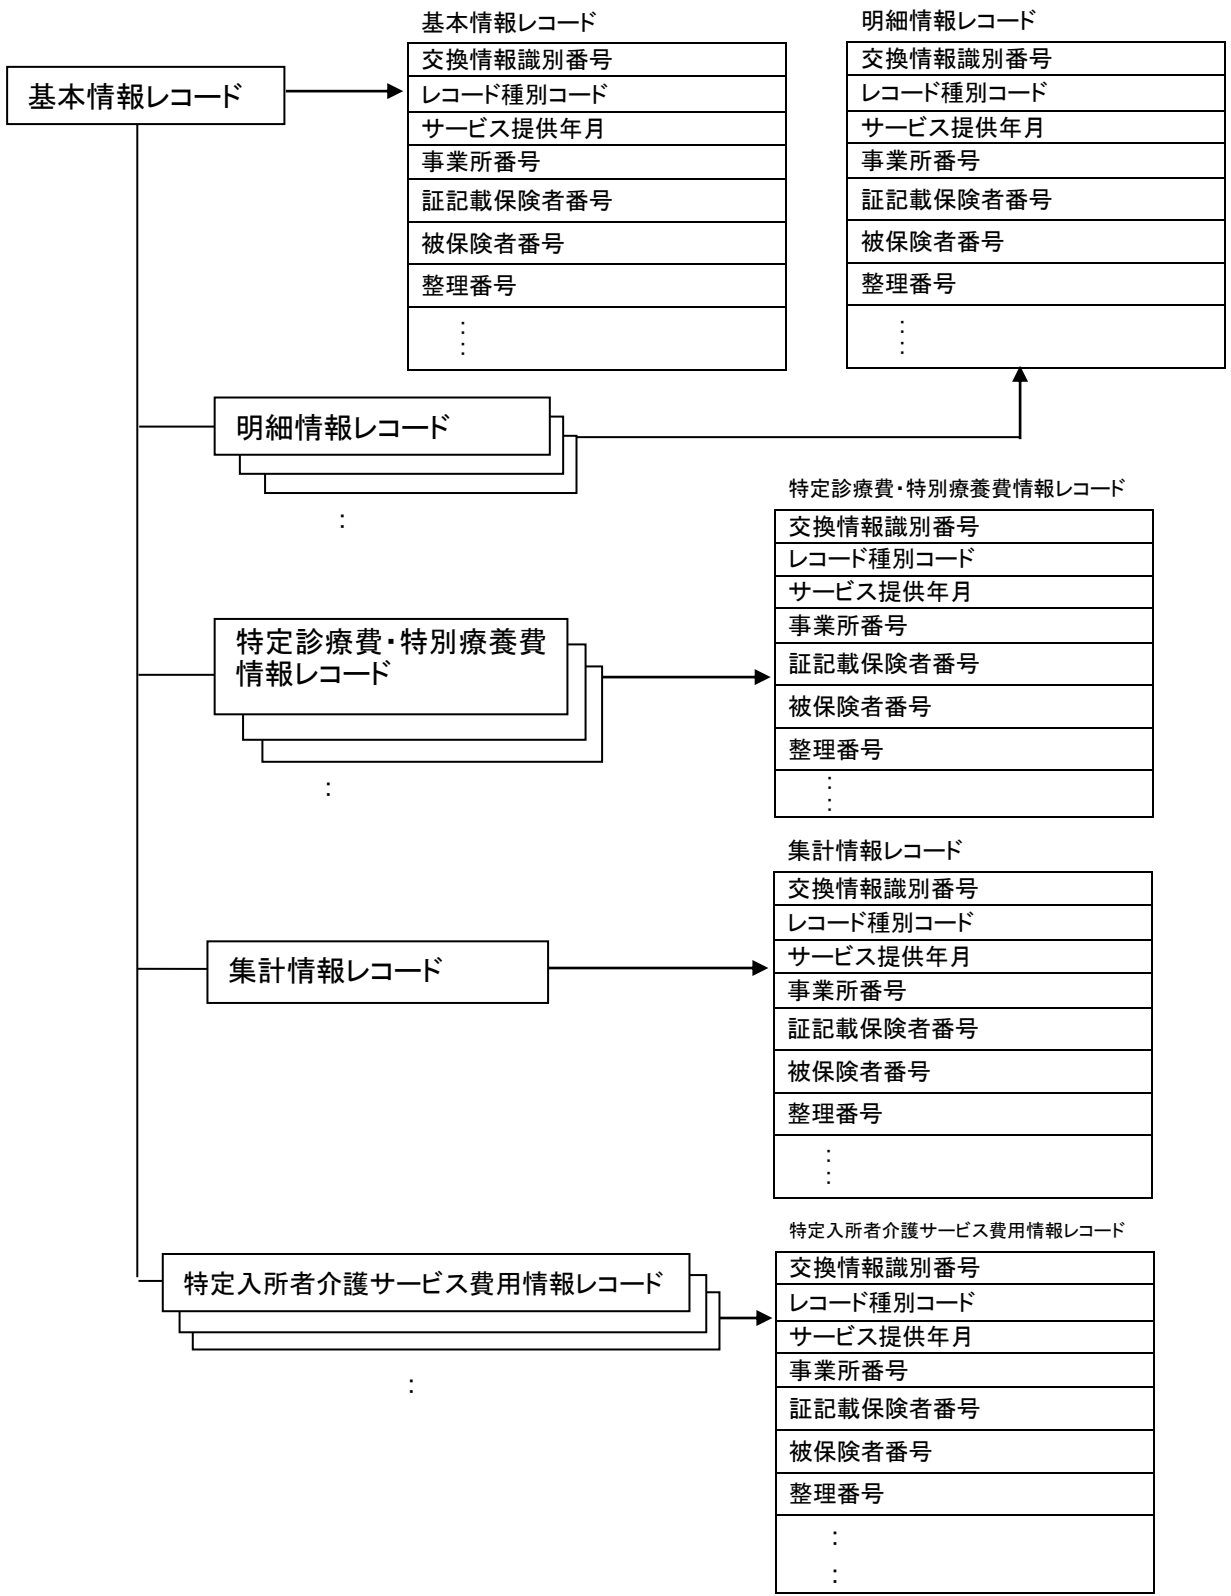 基本情報レコード
基本情報レコード
交換情報識別番号
レコード種別コード
サービス提供年月
事業所番号
証記載保険者番号
被保険者番号
整理番号
:
:
明細情報レコード
交換情報識別番号
レコード種別コード
サービス提供年月
事業所番号
証記載保険者番号
被保険者番号
整理番号
:
:
明細情報レコード
:
特定診療費・特別療養費
情報レコード
:
特定診療費・特別療養費情報レコード
交換情報識別番号
レコード種別コード
サービス提供年月
事業所番号
証記載保険者番号
被保険者番号
整理番号
:
:
集計情報レコード
集計情報レコード
交換情報識別番号
レコード種別コード
サービス提供年月
事業所番号
証記載保険者番号
被保険者番号
整理番号
:
:
特定入所者介護サービス費用情報レコード
:
特定入所者介護サービス費用情報レコード
交換情報識別番号
レコード種別コード
サービス提供年月
事業所番号
証記載保険者番号
被保険者番号
整理番号
:
: